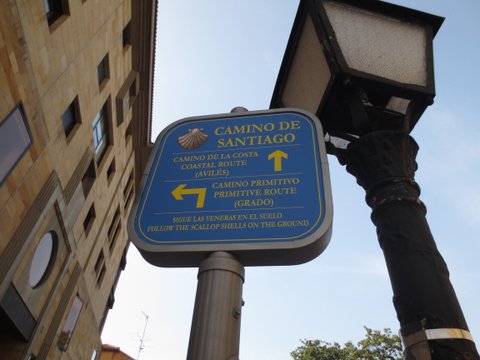 CAMINO DE
SANTIAGO
CAMINO DE LA COSTA
COASTAL ROUTE
(AVILÉS)
CAMINO PRIMITIVO
PRIMITIVE ROUTE
(GRADO)
SIGUE LAS VENERAS EN EL SUELO
FOLLOW THE SCALLOP SHELLS ON THE GROUND